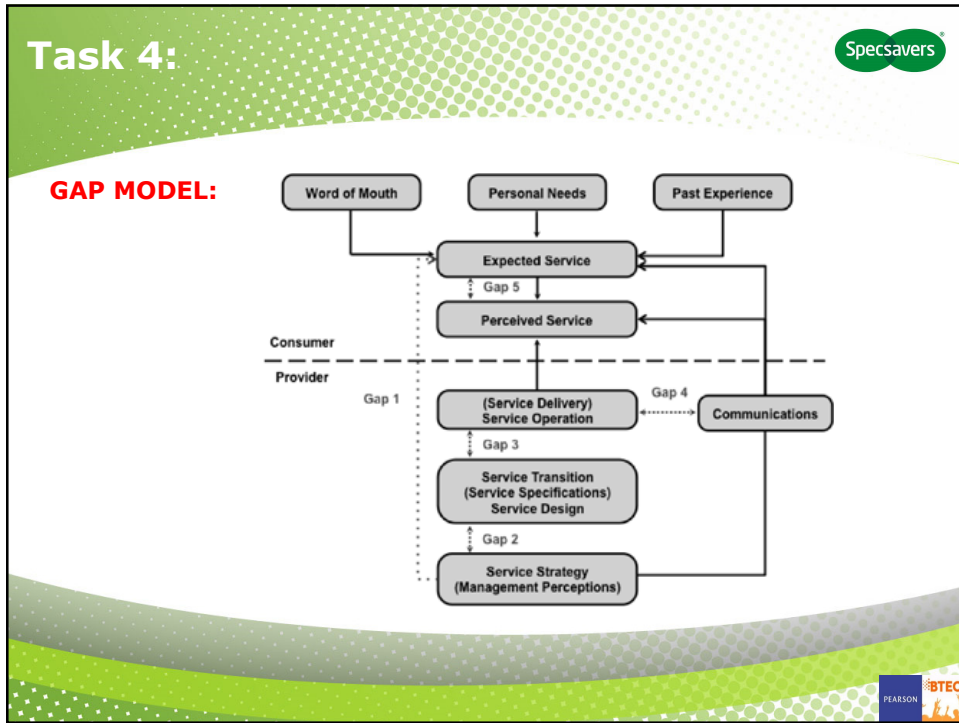 Task 4:
Specsavers®
GAP MODEL:
Word of Mouth
Personal Needs
Past Experience
Expected Service
Gap 5
Perceived Service
Consumer
Provider
Gap 1
(Service Delivery)
Service Operation
Gap 4
Communications
Gap 3
Service Transition
(Service Specifications)
Service Design
Gap 2
Service Strategy
(Management Perceptions)
PEARSON
BTEC